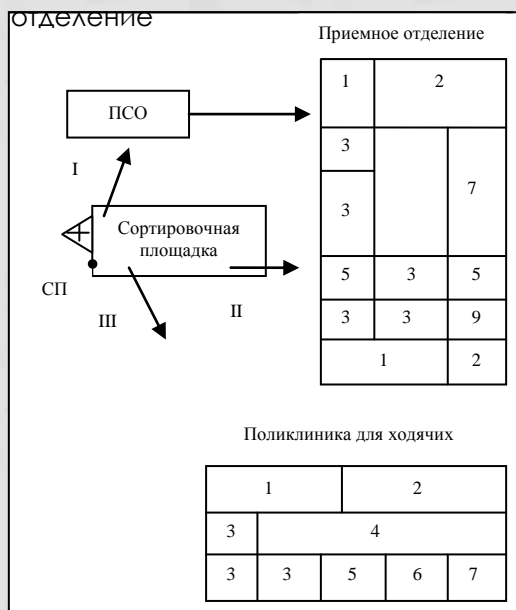 отделение
Приемное отделение
1 2
ПСО
3
I
7
3
Сортировочная
площадка
СП
II
III
5 3 5
3 3 9
1 2
Поликлиника для ходячих
1 2
3 4
3 3 5 6 7